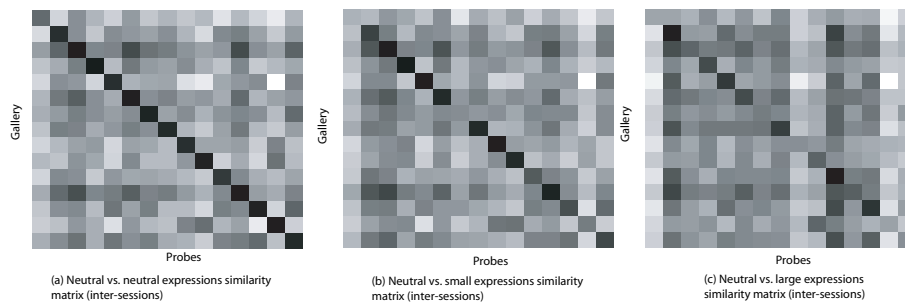 Gallery
Probes
(a) Neutral vs. neutral expressions similarity
matrix (inter-sessions)
Gallery
Probes
(b) Neutral vs. small expressions similarity
matrix (inter-sessions)
Gallery
Probes
(c) Neutral vs. large expressions
similarity matrix (inter-sessions)